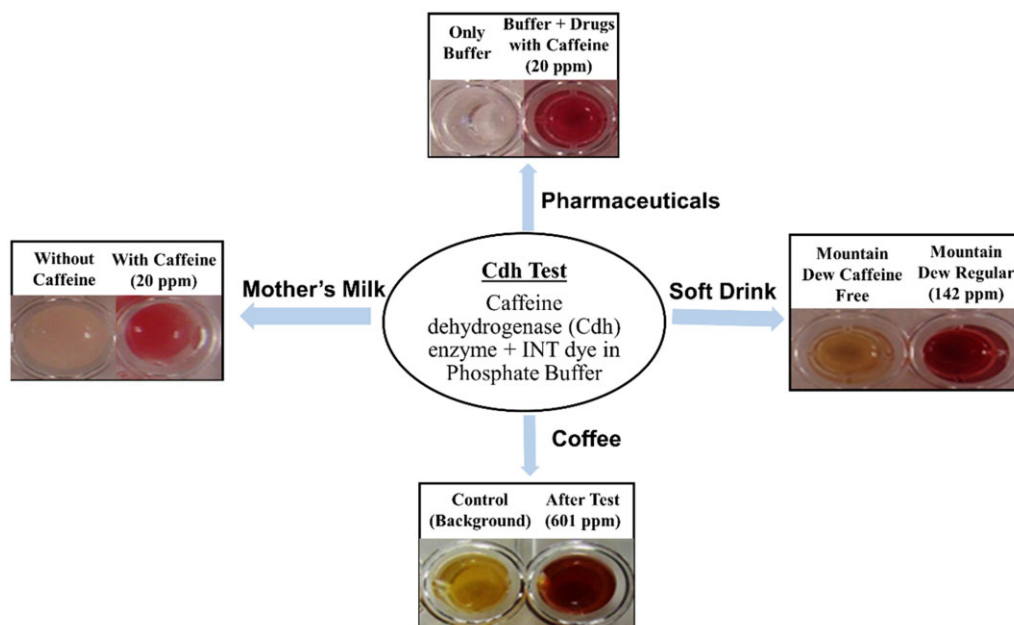 Only
Buffer
Buffer + Drugs
with Caffeine
(20 ppm)
Pharmaceuticals
Without
Caffeine
With Caffeine
(20 ppm)
Mother's Milk
Cdh Test
Caffeine
dehydrogenase (Cdh)
enzyme + INT dye in
Phosphate Buffer
Soft Drink
Mountain
Dew Caffeine
Free
Mountain
Dew Regular
(142 ppm)
Coffee
Control
(Background)
After Test
(601 ppm)